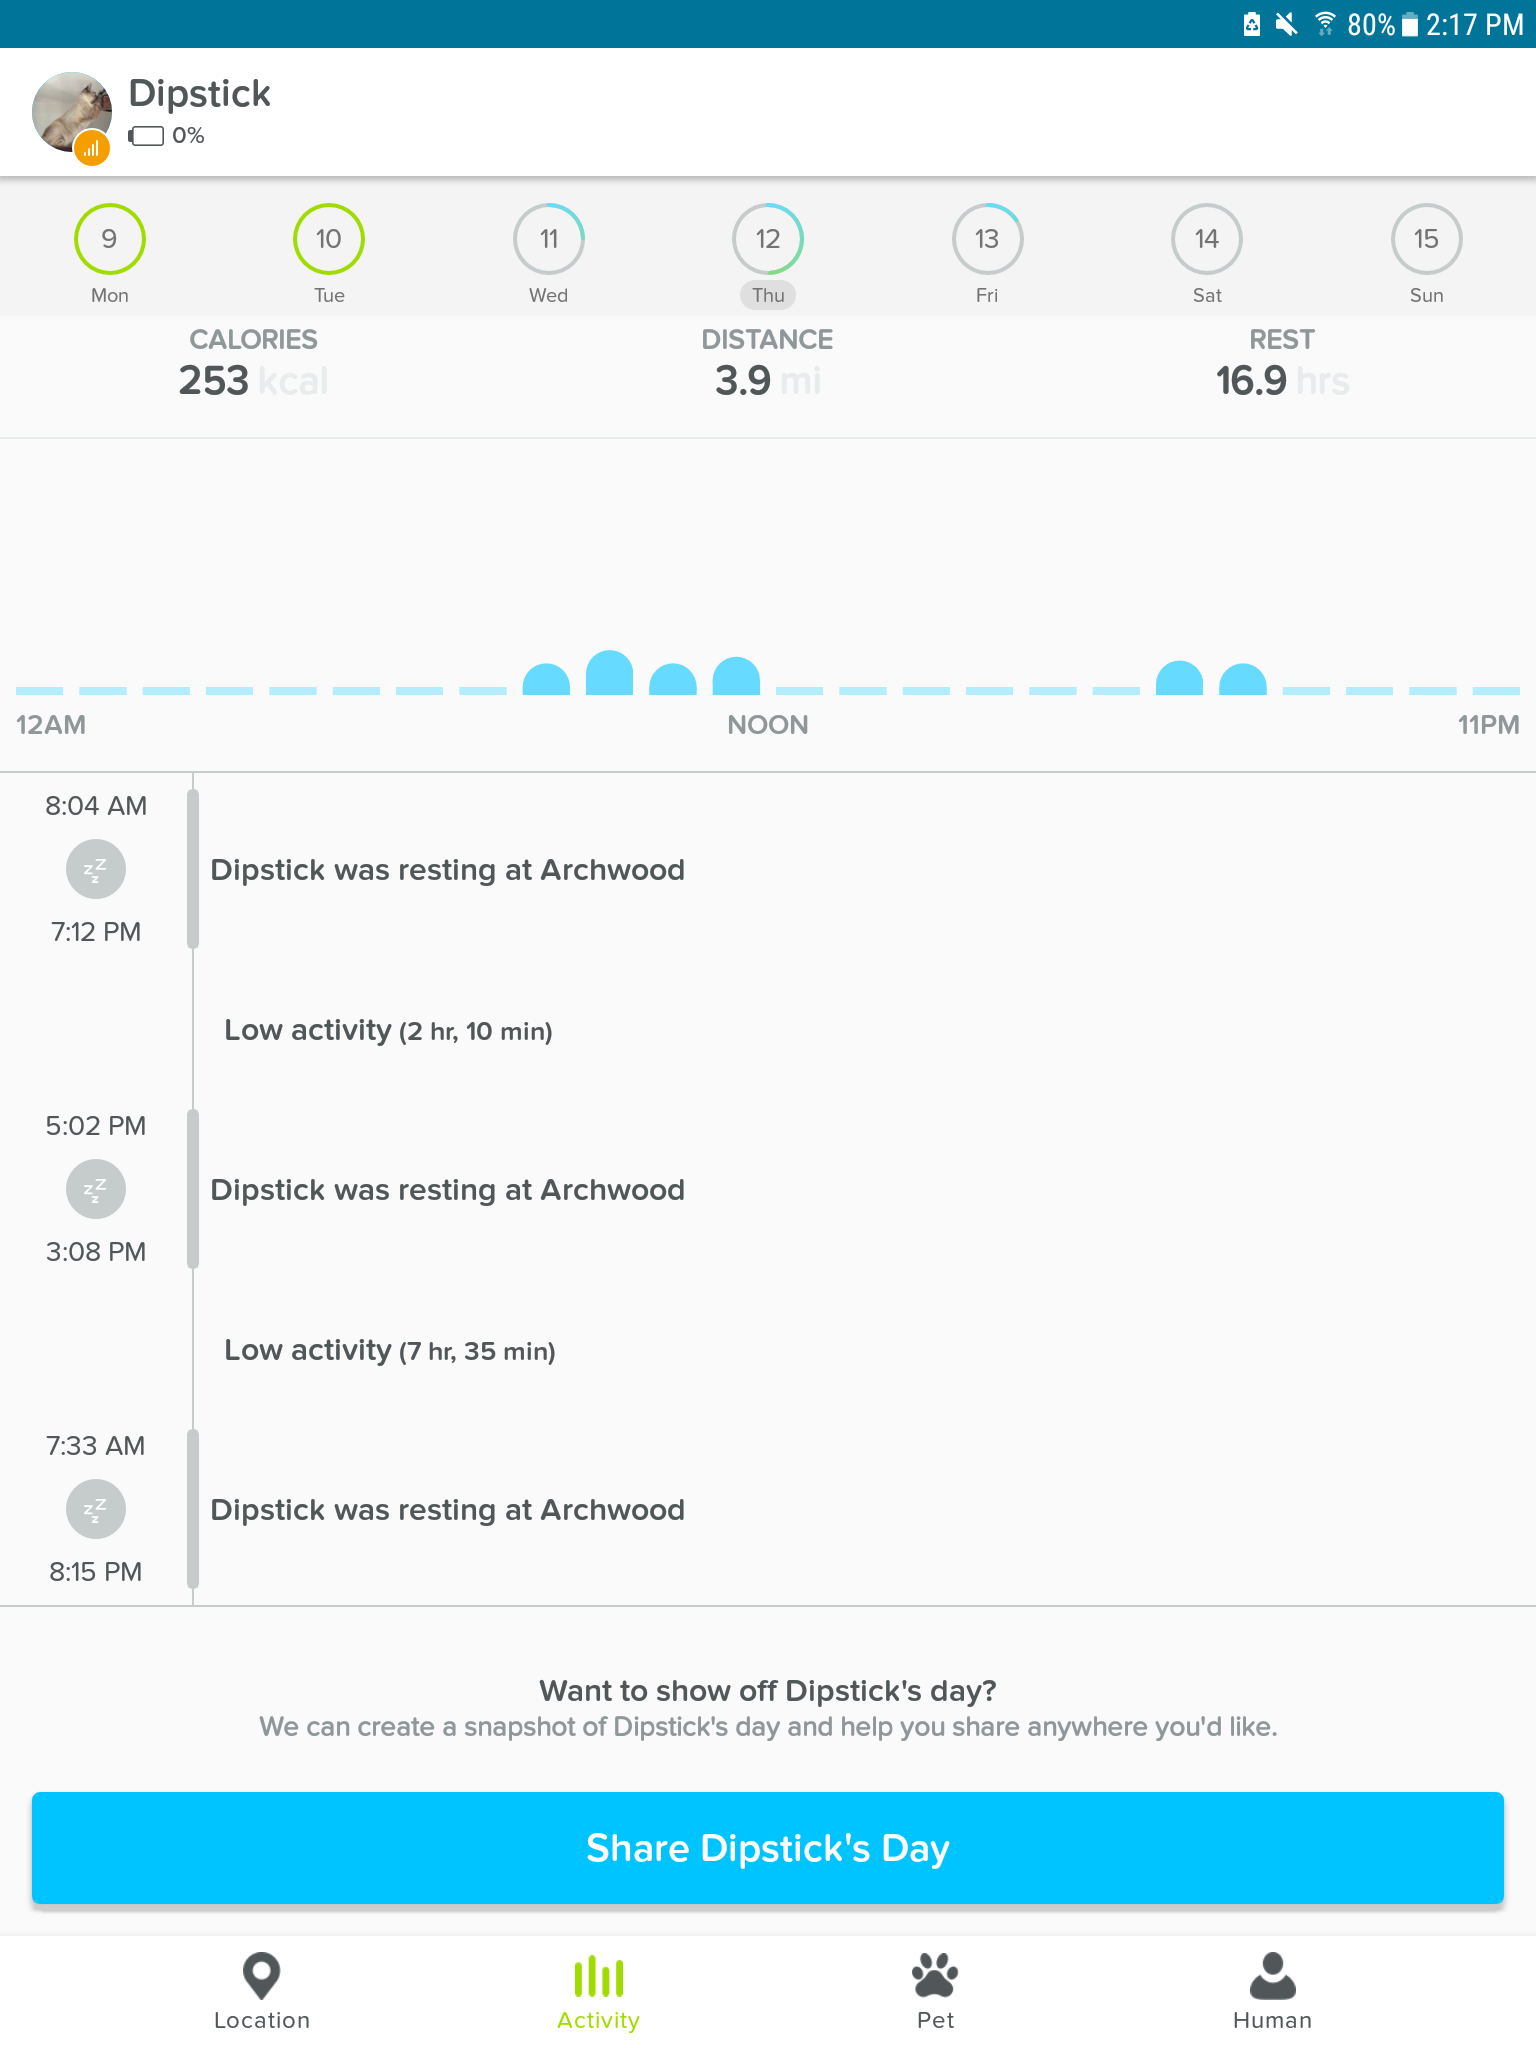 80% 2:17 PM
Dipstick
0%
9 10 11 12 13 14 15
Mon Tue Wed Thu Fri Sat Sun
CALORIES DISTANCE REST
253 kcal 3.9 mi 16.9 hrs
12AM NOON 11PM
8:04 AM
zzz
Dipstick was resting at Archwood
7:12 PM
Low activity (2 hr, 10 min)
5:02 PM
zzz
Dipstick was resting at Archwood
3:08 PM
Low activity (7 hr, 35 min)
7:33 AM
zzz
Dipstick was resting at Archwood
8:15 PM
Want to show off Dipstick's day?
We can create a snapshot of Dipstick's day and help you share anywhere you'd like.
Share Dipstick's Day
Location Activity Pet Human